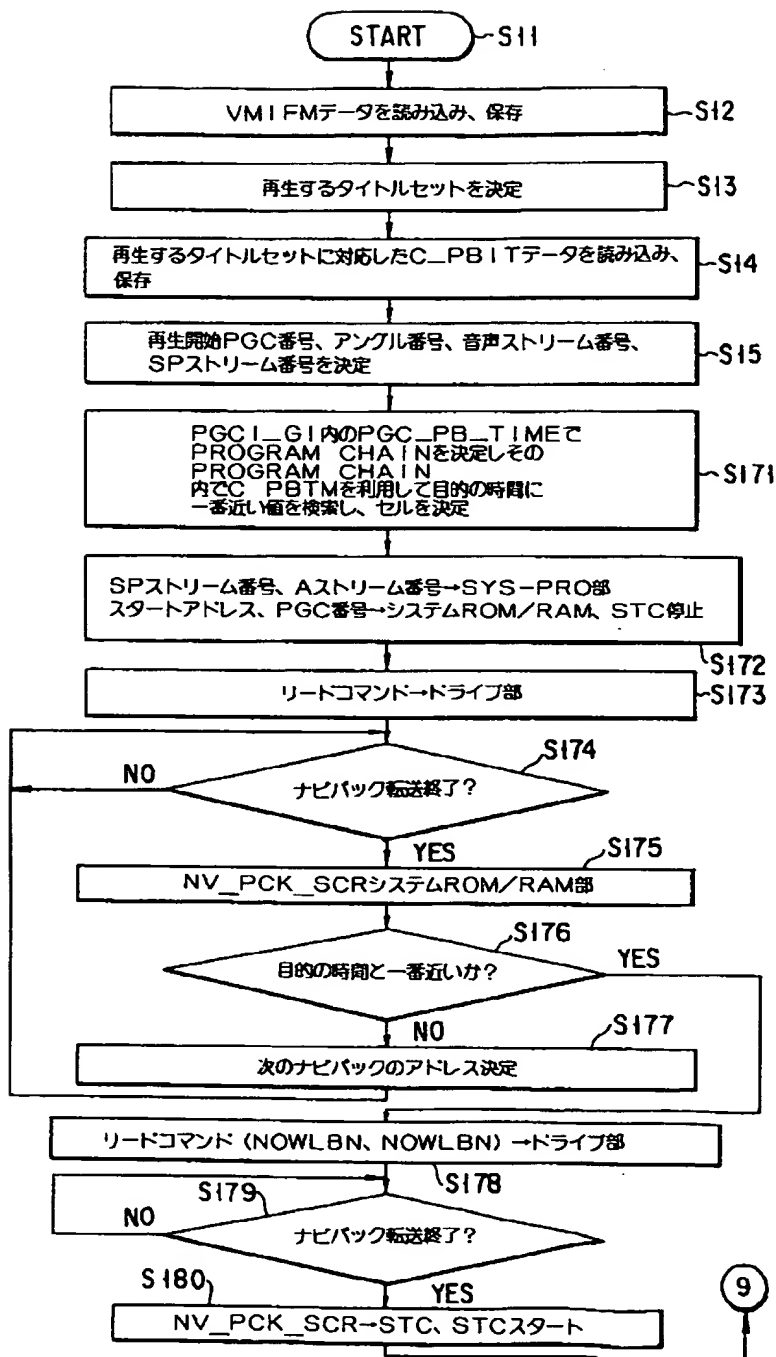 START
S11
VMIFMデータを読み込み、保存
S12
再生するタイトルセットを決定
S13
再生するタイトルセットに対応したC_PBITデータを読み込み、
保存
S14
再生開始PGC番号、アングル番号、音声ストリーム番号、
SPストリーム番号を決定
S15
PGCI_GI内のPGC_PB_TIMEで
PROGRAM CHAINを決定しその
PROGRAM CHAIN
内でC PBTMを利用して目的の時間に
一番近い値を検索し、セルを決定
S171
SPストリーム番号、Aストリーム番号→SYS-PRO部
スタートアドレス、PGC番号→システムROM/RAM、STC停止
S172
リードコマンド→ドライブ部
S173
S174
NO
ナビパック転送終了?
YES
S175
NV_PCK_SCRシステムROM/RAM部
S176
目的の時間と一番近いか?
YES
NO
S177
次のナビパックのアドレス決定
リードコマンド (NOWLBN、NOWLBN) →ドライブ部
S178
S179
NO
ナビパック転送終了?
YES
S180
9
NV_PCK_SCR→STC、STCスタート